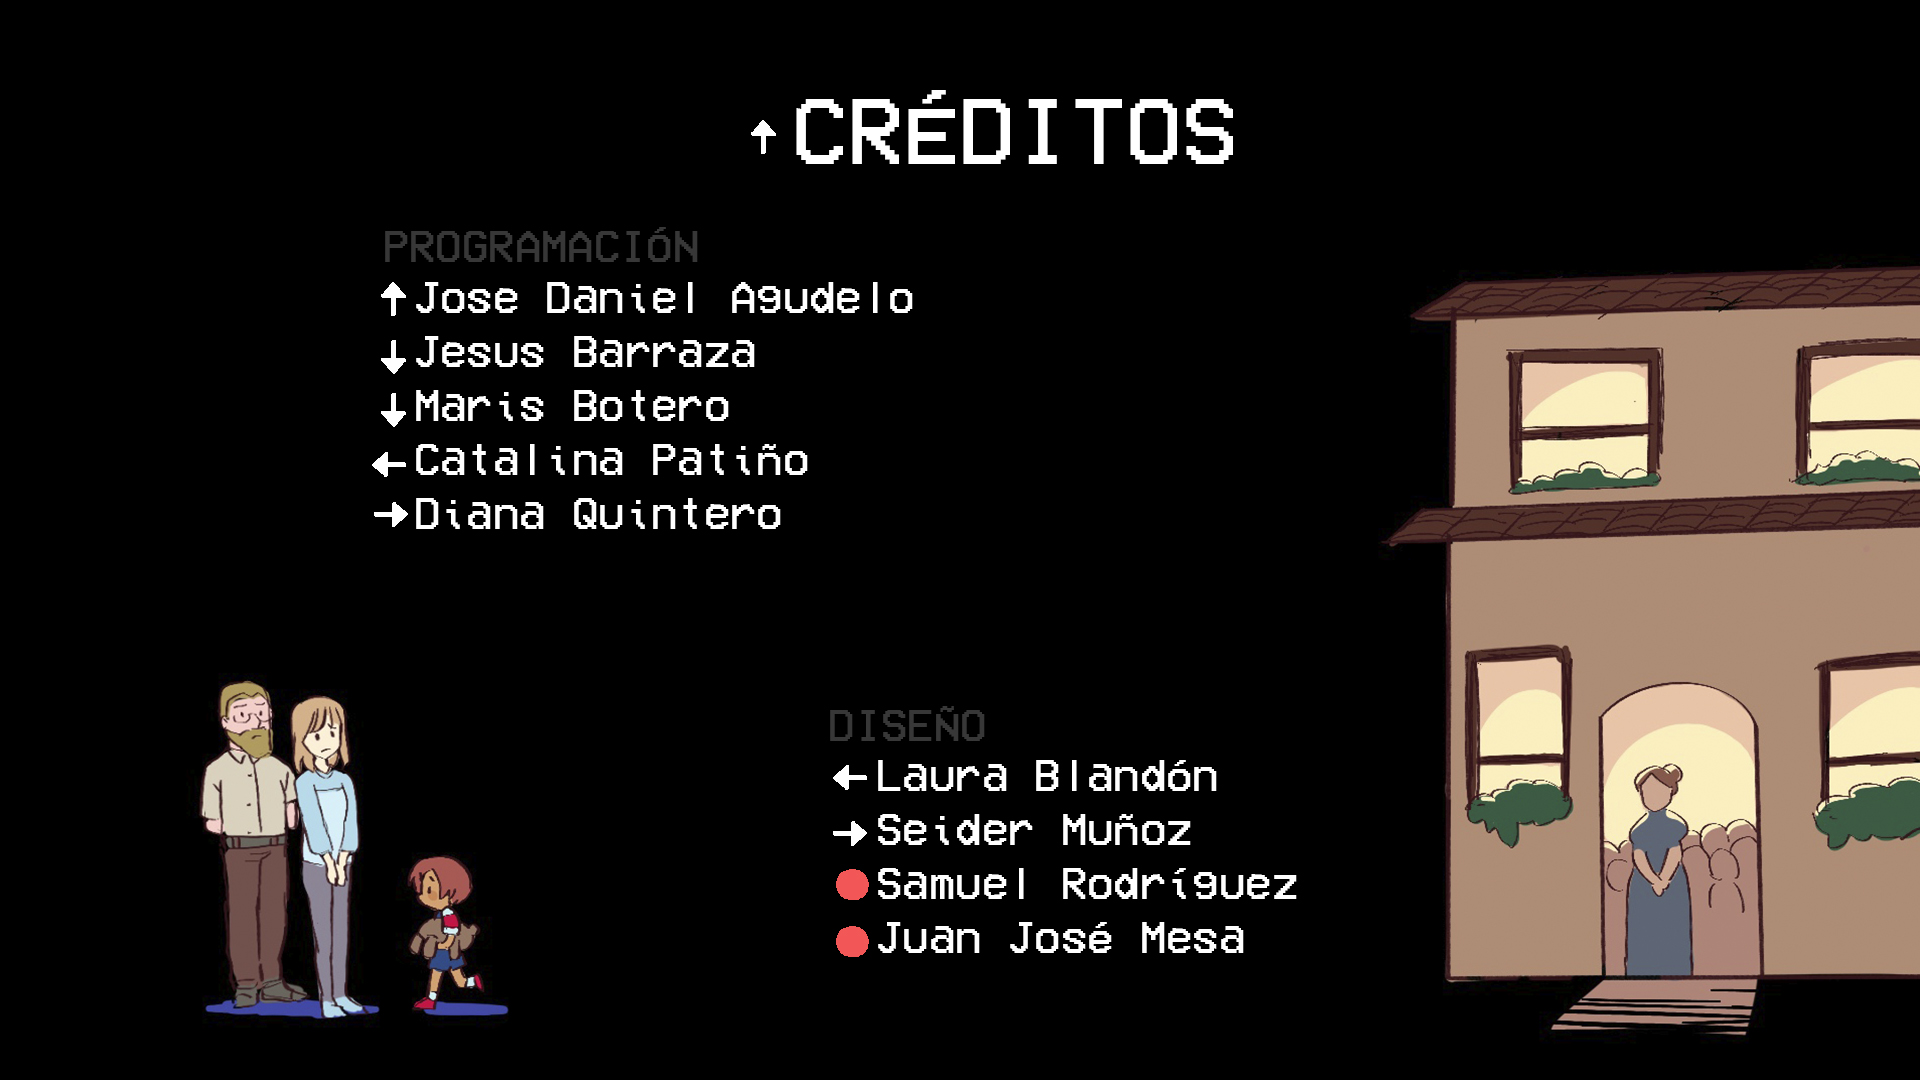 ↑CRÉDITOS
PROGRAMACIÓN
↑Jose Daniel Agudelo
↓Jesus Barraza
↓Maris Botero
←Catalina Patiño
→Diana Quintero
DISEÑO
←Laura Blandón
→Seider Muñoz
Samuel Rodríguez
Juan José Mesa